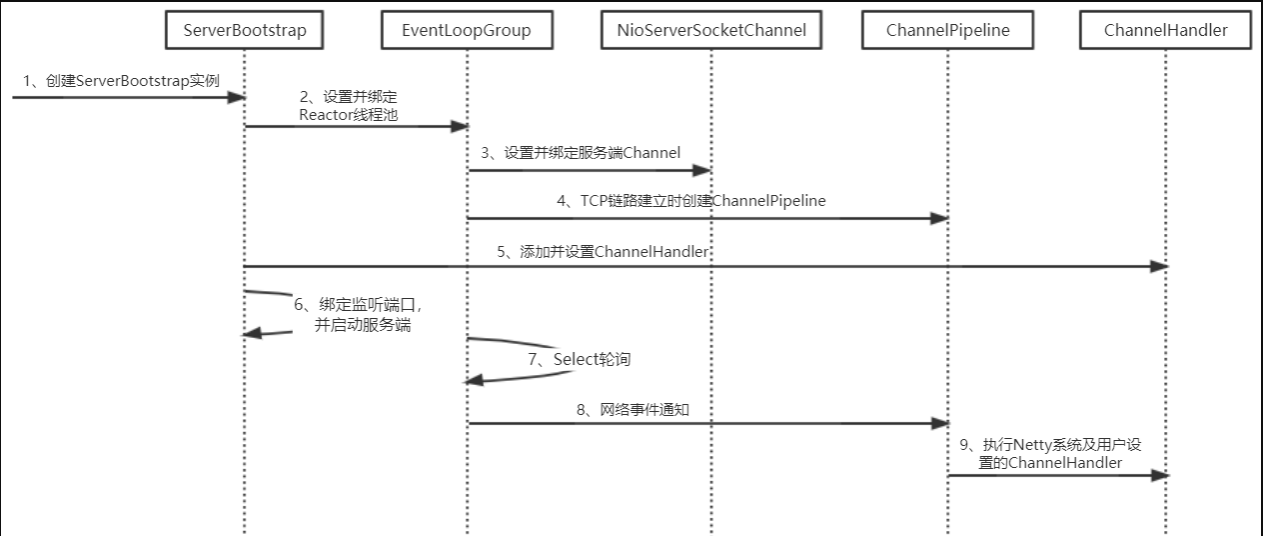 ServerBootstrap
EventLoopGroup
NioServerSocketChannel
ChannelPipeline
ChannelHandler
1、创建ServerBootstrap实例
2、设置并绑定
Reactor线程池
3、设置并绑定服务端Channel
4、TCP链路建立时创建ChannelPipeline
5、添加并设置ChannelHandler
6、绑定监听端口，
并启动服务端
7、Select轮询
8、网络事件通知
9、执行Netty系统及用户设
置的ChannelHandler